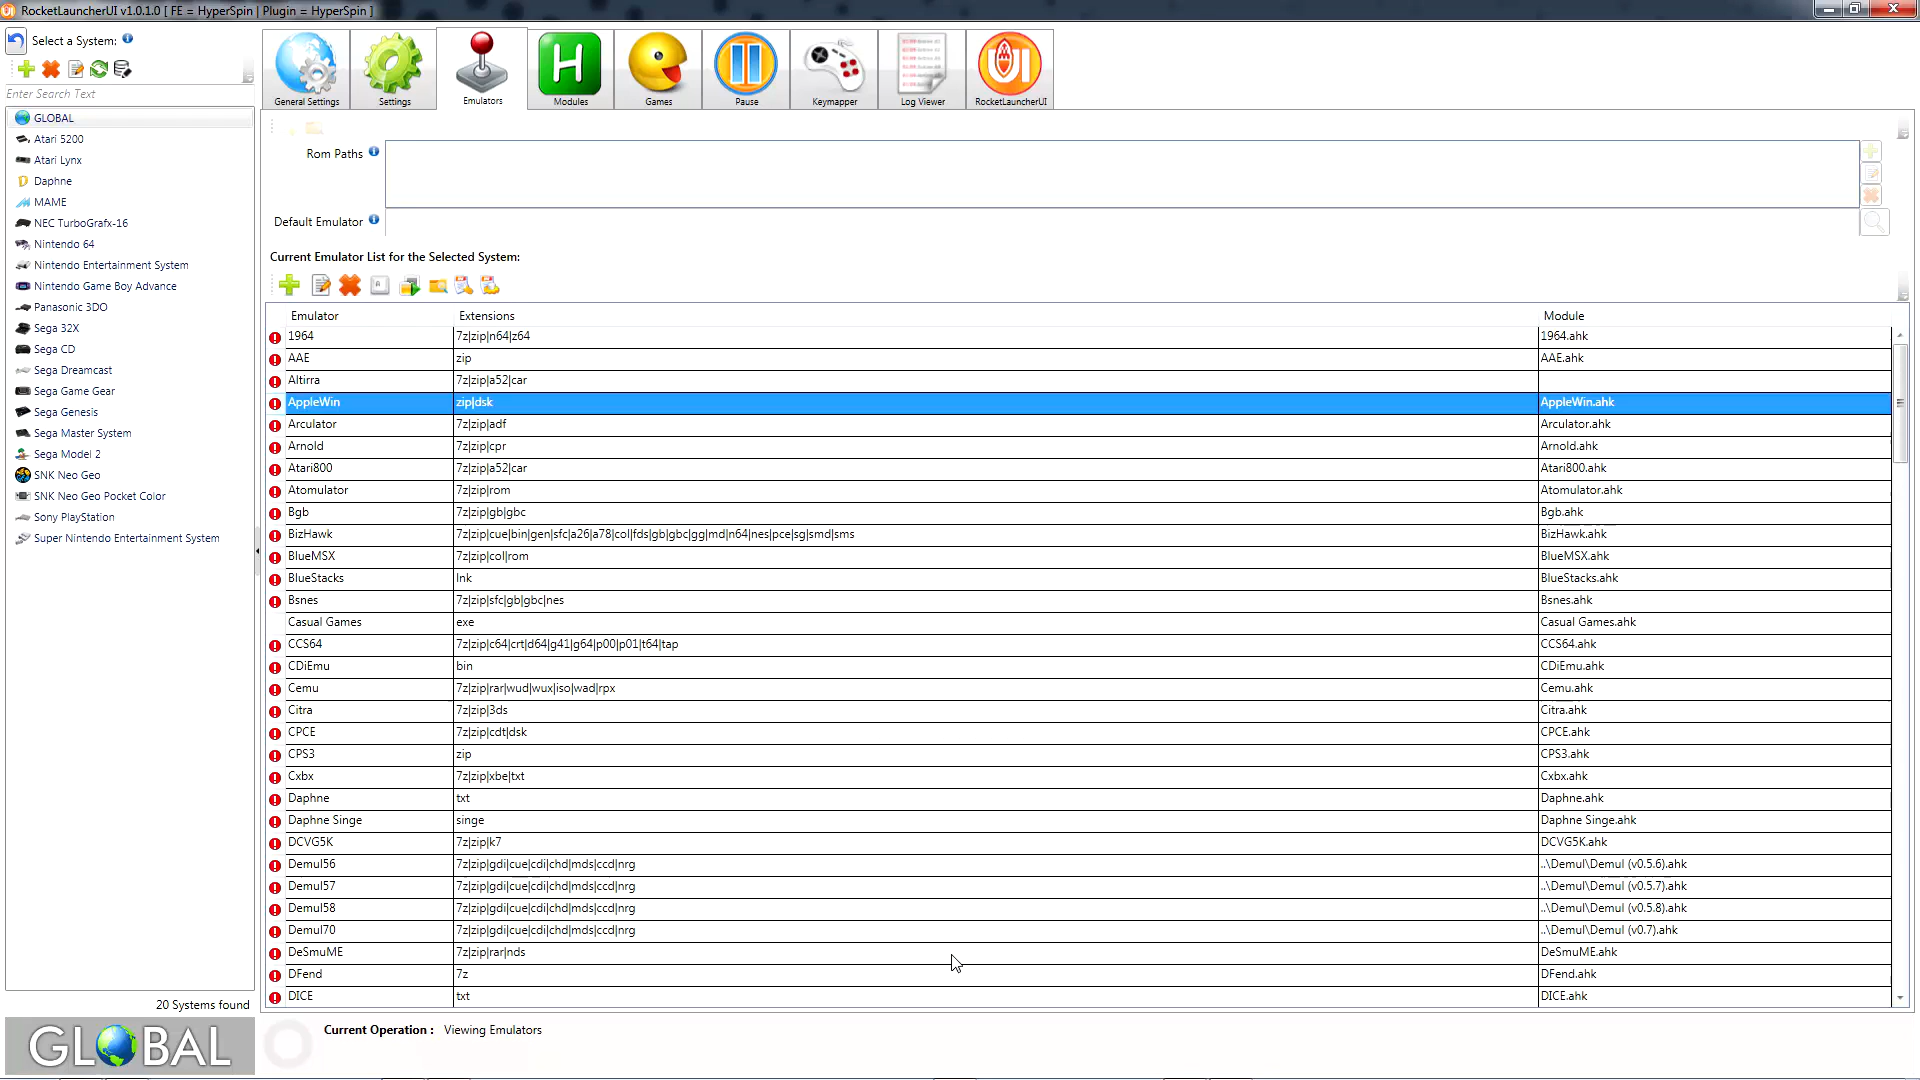 RocketLauncherUI v1.0.1.0 [ FE = HyperSpin | Plugin = HyperSpin ]
Select a System:
Enter Search Text
GLOBAL
Atari 5200
Atari Lynx
Daphne
MAME
NEC TurboGrafx-16
Nintendo 64
Nintendo Entertainment System
Nintendo Game Boy Advance
Panasonic 3DO
Sega 32X
Sega CD
Sega Dreamcast
Sega Game Gear
Sega Genesis
Sega Master System
Sega Model 2
SNK Neo Geo
SNK Neo Geo Pocket Color
Sony PlayStation
Super Nintendo Entertainment System
20 Systems found
GLOBAL
General Settings Settings Emulators Modules Games Pause Keymapper Log Viewer RocketLauncherUI
Rom Paths
Default Emulator
Current Emulator List for the Selected System:
Emulator Extensions Module
1964 7z|zip|n64|z64 1964.ahk
AAE zip AAE.ahk
Altirra 7z|zip|a52|car
AppleWin zip|dsk AppleWin.ahk
Arculator 7z|zip|adf Arculator.ahk
Arnold 7z|zip|cpr Arnold.ahk
Atari800 7z|zip|a52|car Atari800.ahk
Atomulator 7z|zip|rom Atomulator.ahk
Bgb 7z|zip|gb|gbc Bgb.ahk
BizHawk 7z|zip|cue|bin|gen|sfc|a26|a78|col|fds|gb|gbc|gg|md|n64|nes|pce|sg|smd|sms BizHawk.ahk
BlueMSX 7z|zip|col|rom BlueMSX.ahk
BlueStacks lnk BlueStacks.ahk
Bsnes 7z|zip|sfc|gb|gbc|nes Bsnes.ahk
Casual Games exe Casual Games.ahk
CCS64 7z|zip|c64|crt|d64|g41|g64|p00|p01|t64|tap CCS64.ahk
CDiEmu bin CDiEmu.ahk
Cemu 7z|zip|rar|wud|wux|iso|wad|rpx Cemu.ahk
Citra 7z|zip|3ds Citra.ahk
CPCE 7z|zip|cdt|dsk CPCE.ahk
CPS3 zip CPS3.ahk
Cxbx 7z|zip|xbe|txt Cxbx.ahk
Daphne txt Daphne.ahk
Daphne Singe singe Daphne Singe.ahk
DCVG5K 7z|zip|k7 DCVG5K.ahk
Demul56 7z|zip|gdi|cue|cdi|chd|mds|ccd|nrg ..\Demul\Demul (v0.5.6).ahk
Demul57 7z|zip|gdi|cue|cdi|chd|mds|ccd|nrg ..\Demul\Demul (v0.5.7).ahk
Demul58 7z|zip|gdi|cue|cdi|chd|mds|ccd|nrg ..\Demul\Demul (v0.5.8).ahk
Demul70 7z|zip|gdi|cue|cdi|chd|mds|ccd|nrg ..\Demul\Demul (v0.7).ahk
DeSmuME 7z|zip|rar|nds DeSmuME.ahk
DFend 7z DFend.ahk
DICE txt DICE.ahk
Current Operation : Viewing Emulators